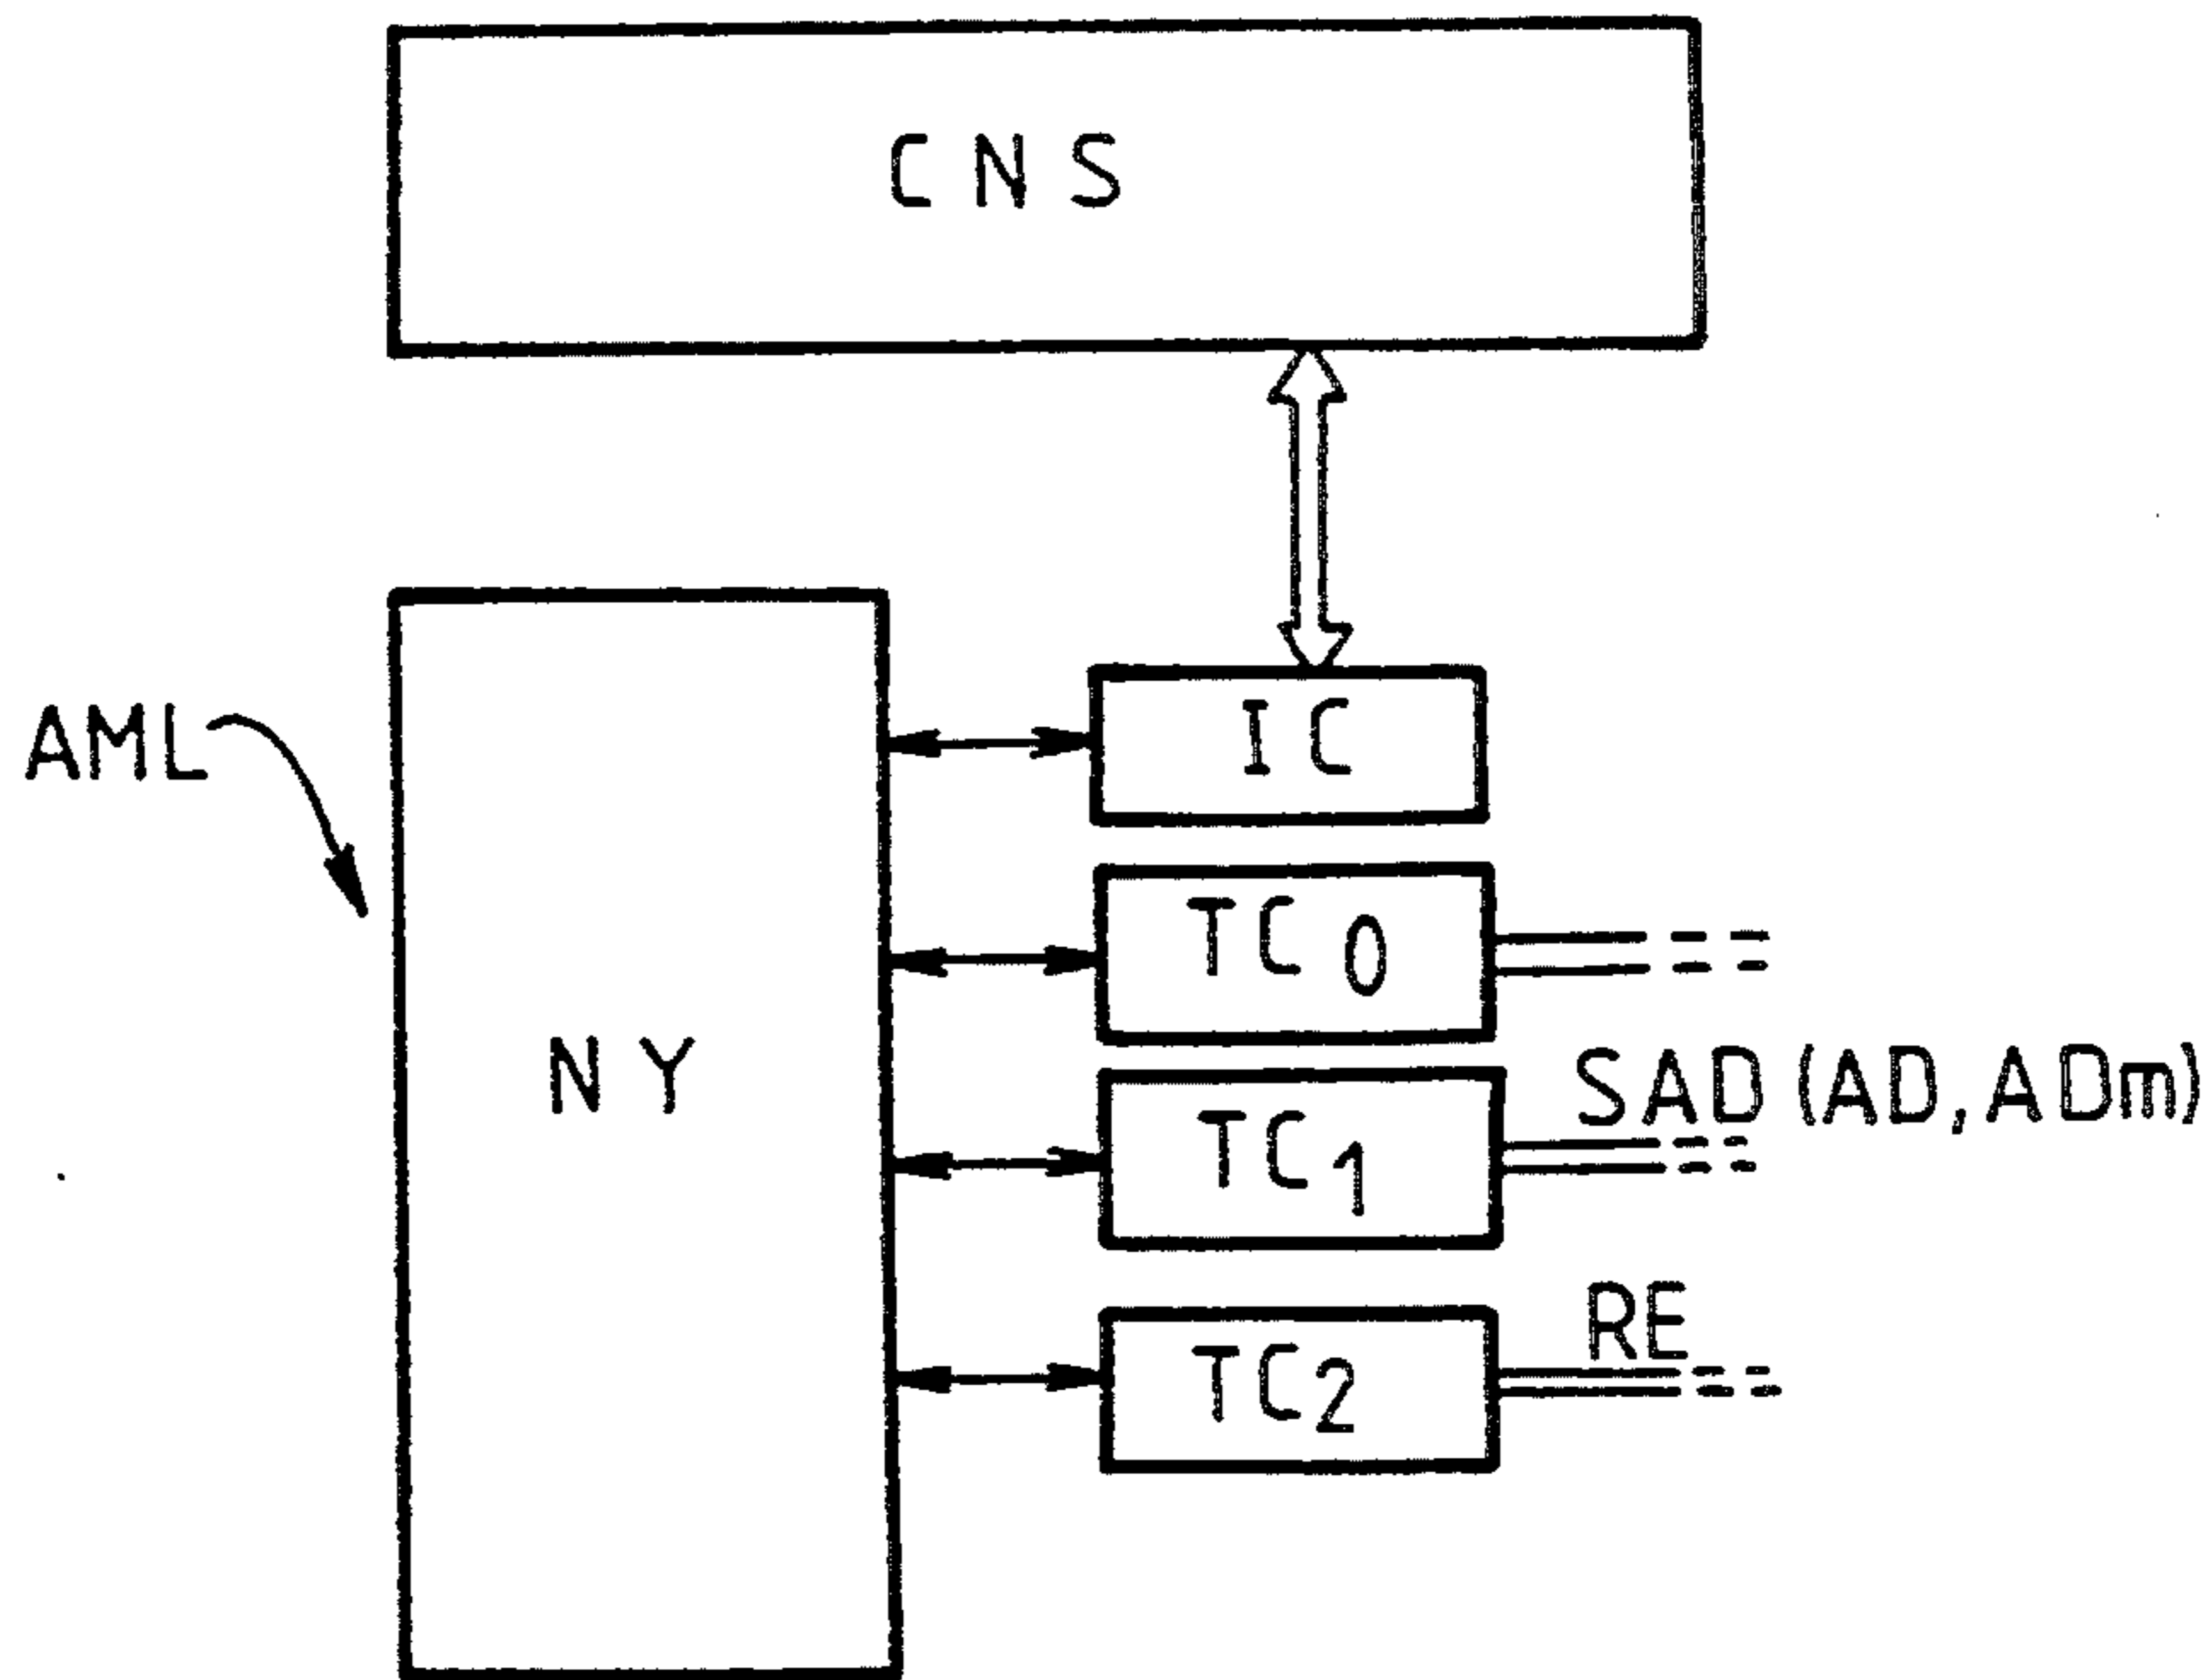 CNS
AML
IC
TC0
NY
SAD(AD,ADm)
TC1
RE
TC2